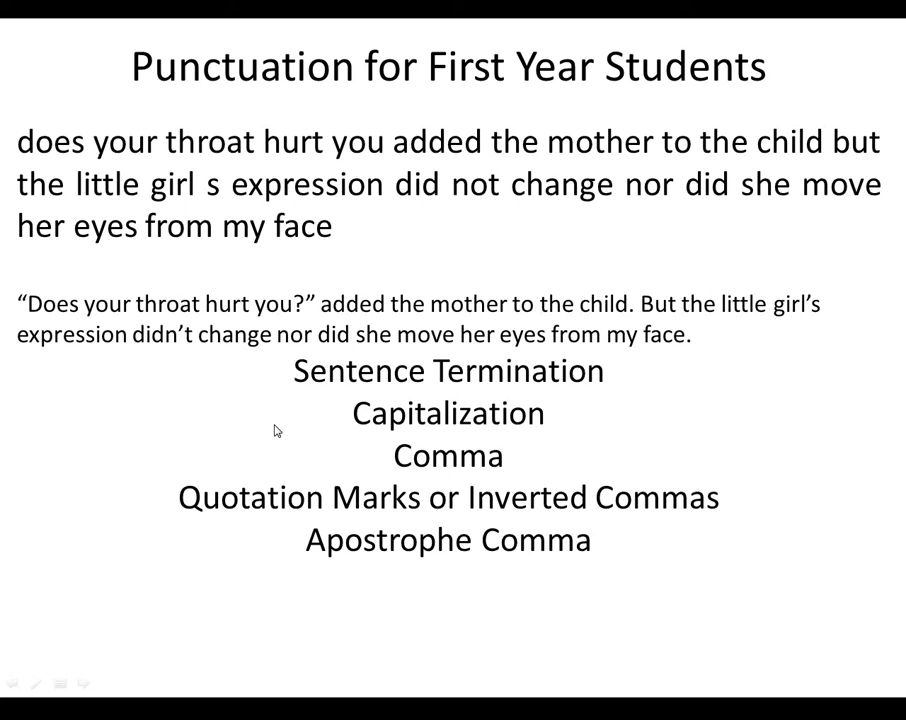 Punctuation for First Year Students
does your throat hurt you added the mother to the child but
the little girl s expression did not change nor did she move
her eyes from my face
“Does your throat hurt you?” added the mother to the child. But the little girl’s
expression didn’t change nor did she move her eyes from my face.
Sentence Termination
Capitalization
Comma
Quotation Marks or Inverted Commas
Apostrophe Comma